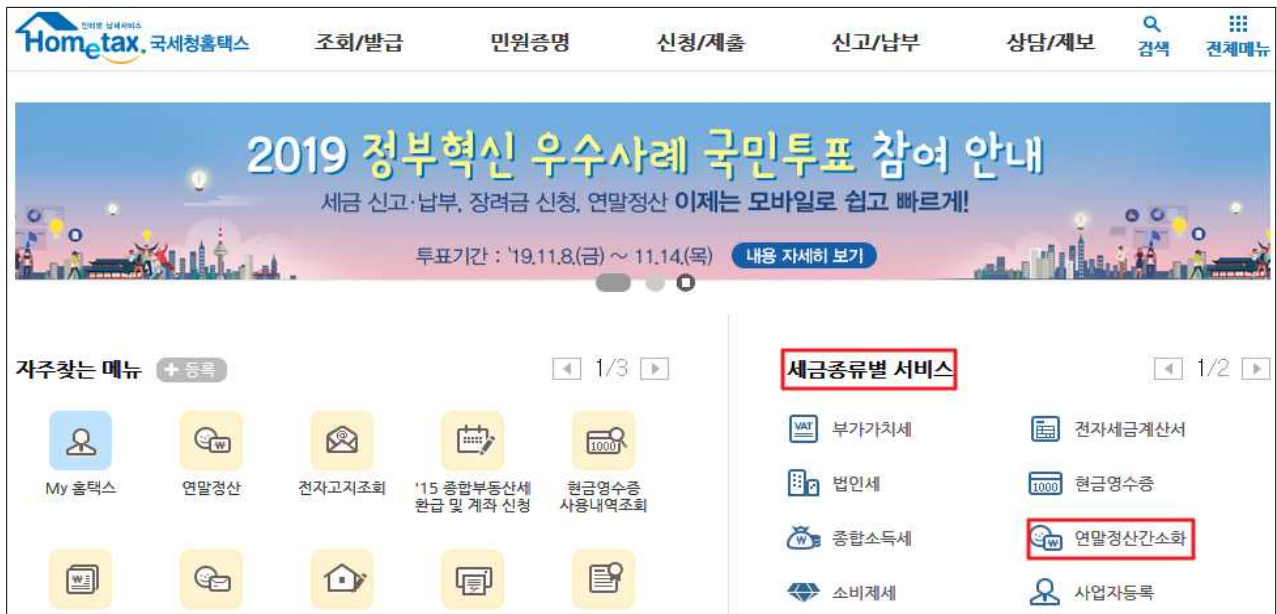 인터넷 납세서비스
Hometax. 국세청홈택스
조회/발급
민원증명
신청/제출
신고/납부
상담/제보
검색
전체메뉴
2019 정부혁신 우수사례 국민투표 참여 안내
세금 신고·납부, 장려금 신청, 연말정산 이제는 모바일로 쉽고 빠르게!
투표기간 : '19.11.8.(금) ~ 11.14.(목) 내용 자세히 보기
자주찾는 메뉴 + 등록 1/3
My 홈택스
연말정산
전자고지조회
'15 종합부동산세
환급 및 계좌 신청
현금영수증
사용내역조회
세금종류별 서비스 1/2
VAT 부가가치세
전자세금계산서
법인세
1000 현금영수증
종합소득세
연말정산간소화
소비제세
사업자등록